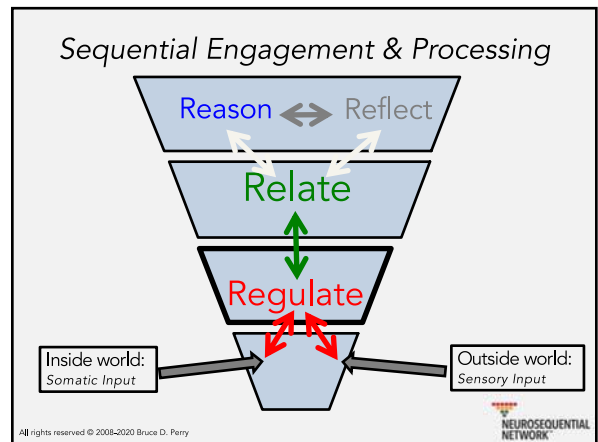 Sequential Engagement & Processing
Reason Reflect
Relate
Regulate
Inside world:
Somatic Input
Outside world:
Sensory Input
All rights reserved © 2008-2020 Bruce D. Perry
NEUROSEQUENTIAL
NETWORK™